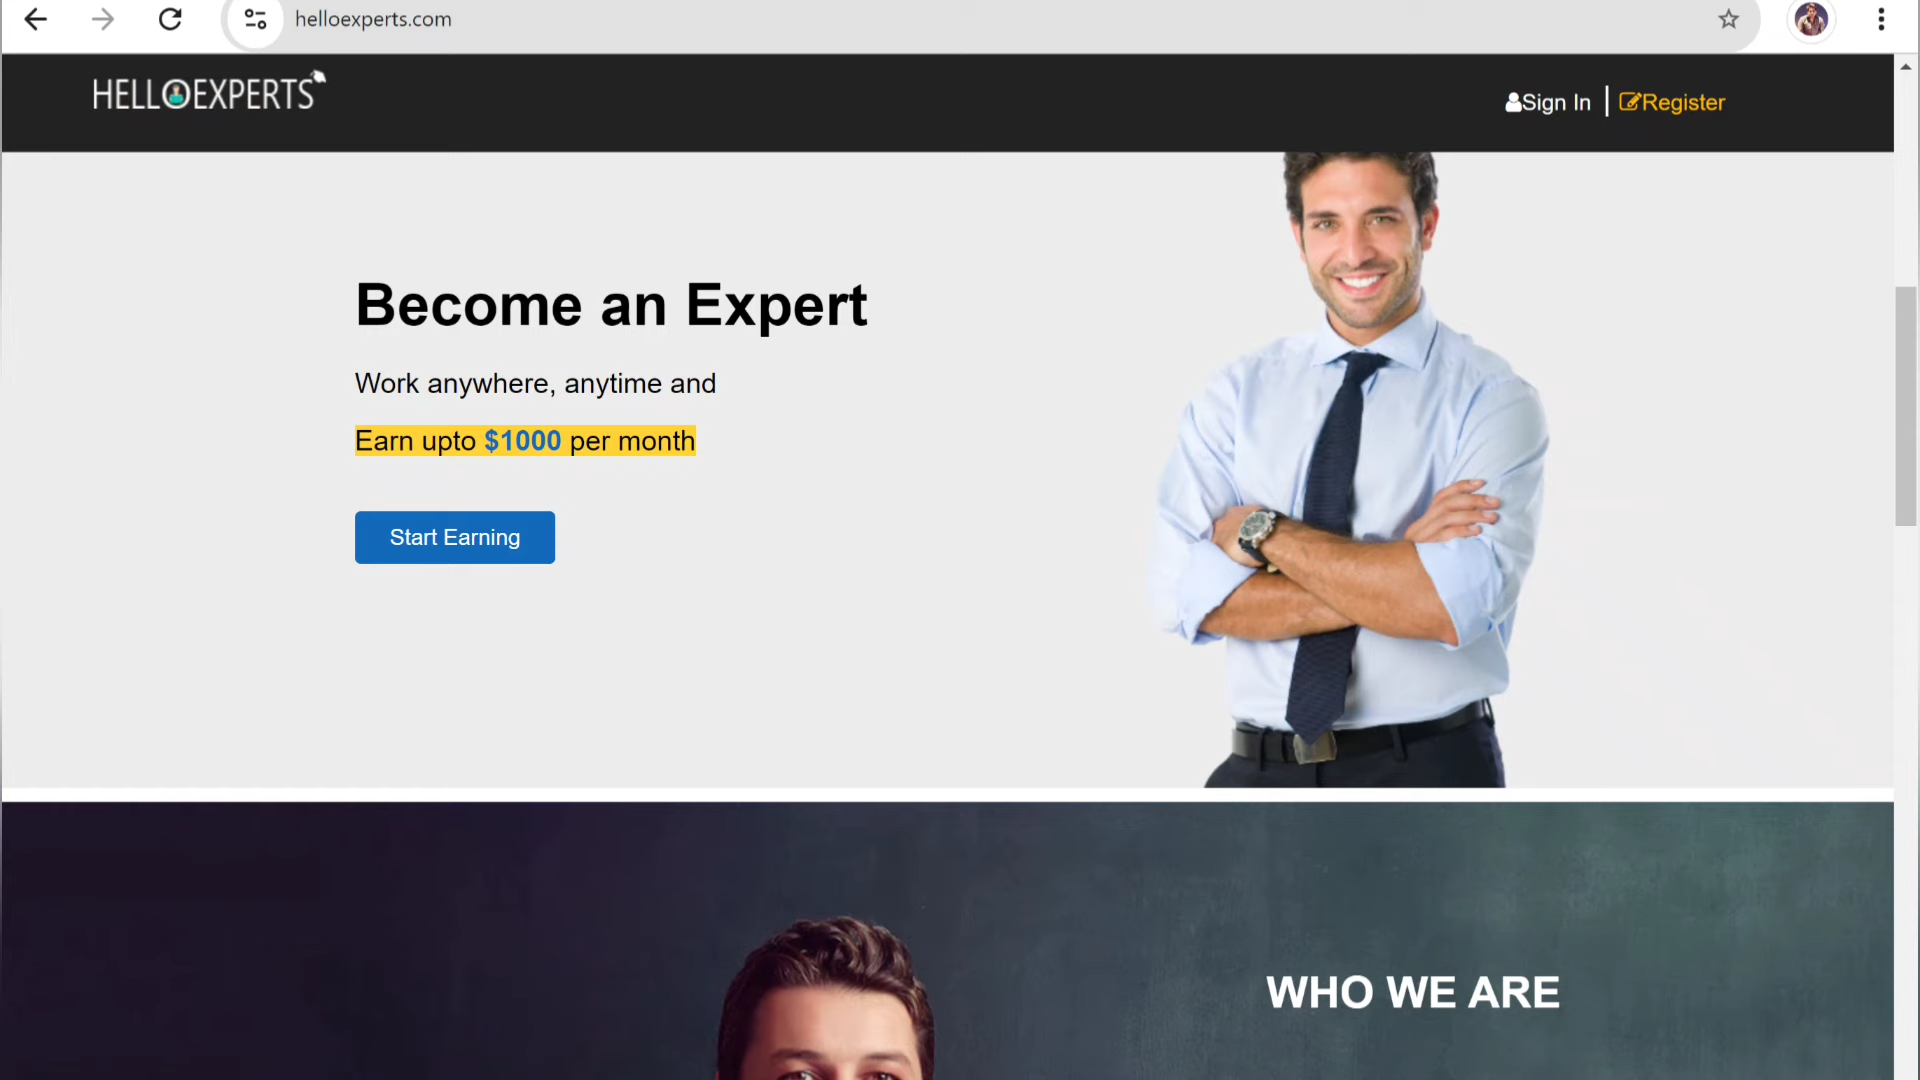 helloexperts.com
HELLOEXPERTS
Sign In
Register
Become an Expert
Work anywhere, anytime and
Earn upto $1000 per month
Start Earning
WHO WE ARE